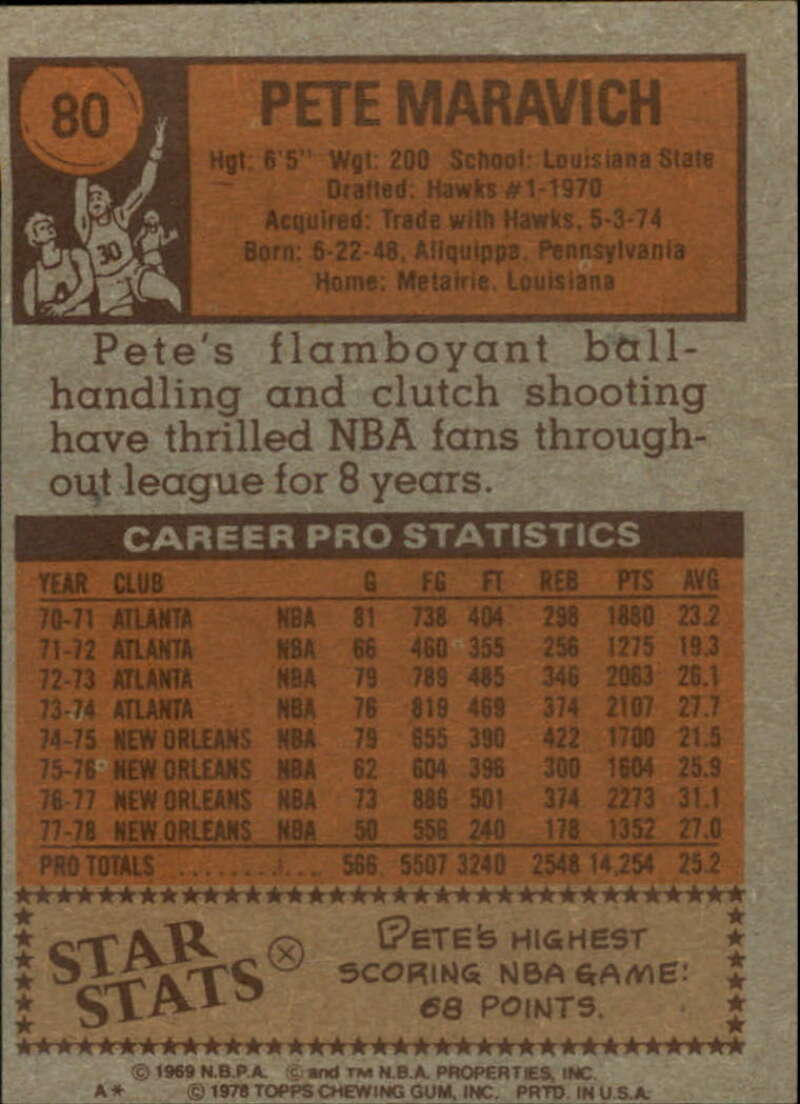 80
PETE MARAVICH
Hgt: 6'5" Wgt: 200 School: Louisiana State
Drafted: Hawks #1-1970
Acquired: Trade with Hawks, 5-3-74
Born: 6-22-48, Aliquippa, Pennsylvania
Home: Metairie, Louisiana
30
Pete's flamboyant ball-
handling and clutch shooting
have thrilled NBA fans through-
out league for 8 years.
CAREER PRO STATISTICS
YEAR CLUB G FG FT REB PTS AVG
70-71 ATLANTA NBA 81 738 404 298 1880 23.2
71-72 ATLANTA NBA 66 460 355 256 1275 19.3
72-73 ATLANTA NBA 79 789 485 346 2063 26.1
73-74 ATLANTA NBA 76 819 469 374 2107 27.7
74-75 NEW ORLEANS NBA 79 655 390 422 1700 21.5
75-76 NEW ORLEANS NBA 62 604 396 300 1604 25.9
76-77 NEW ORLEANS NBA 73 886 501 374 2273 31.1
77-78 NEW ORLEANS NBA 50 556 240 178 1352 27.0
PRO TOTALS ............ 566 5507 3240 2548 14,254 25.2
STAR
STATS
PETE'S HIGHEST
SCORING NBA GAME:
68 POINTS.
© 1969 N.B.P.A. © and TM N.B.A. PROPERTIES, INC.
A* © 1978 TOPPS CHEWING GUM, INC. PRTD. IN U.S.A.